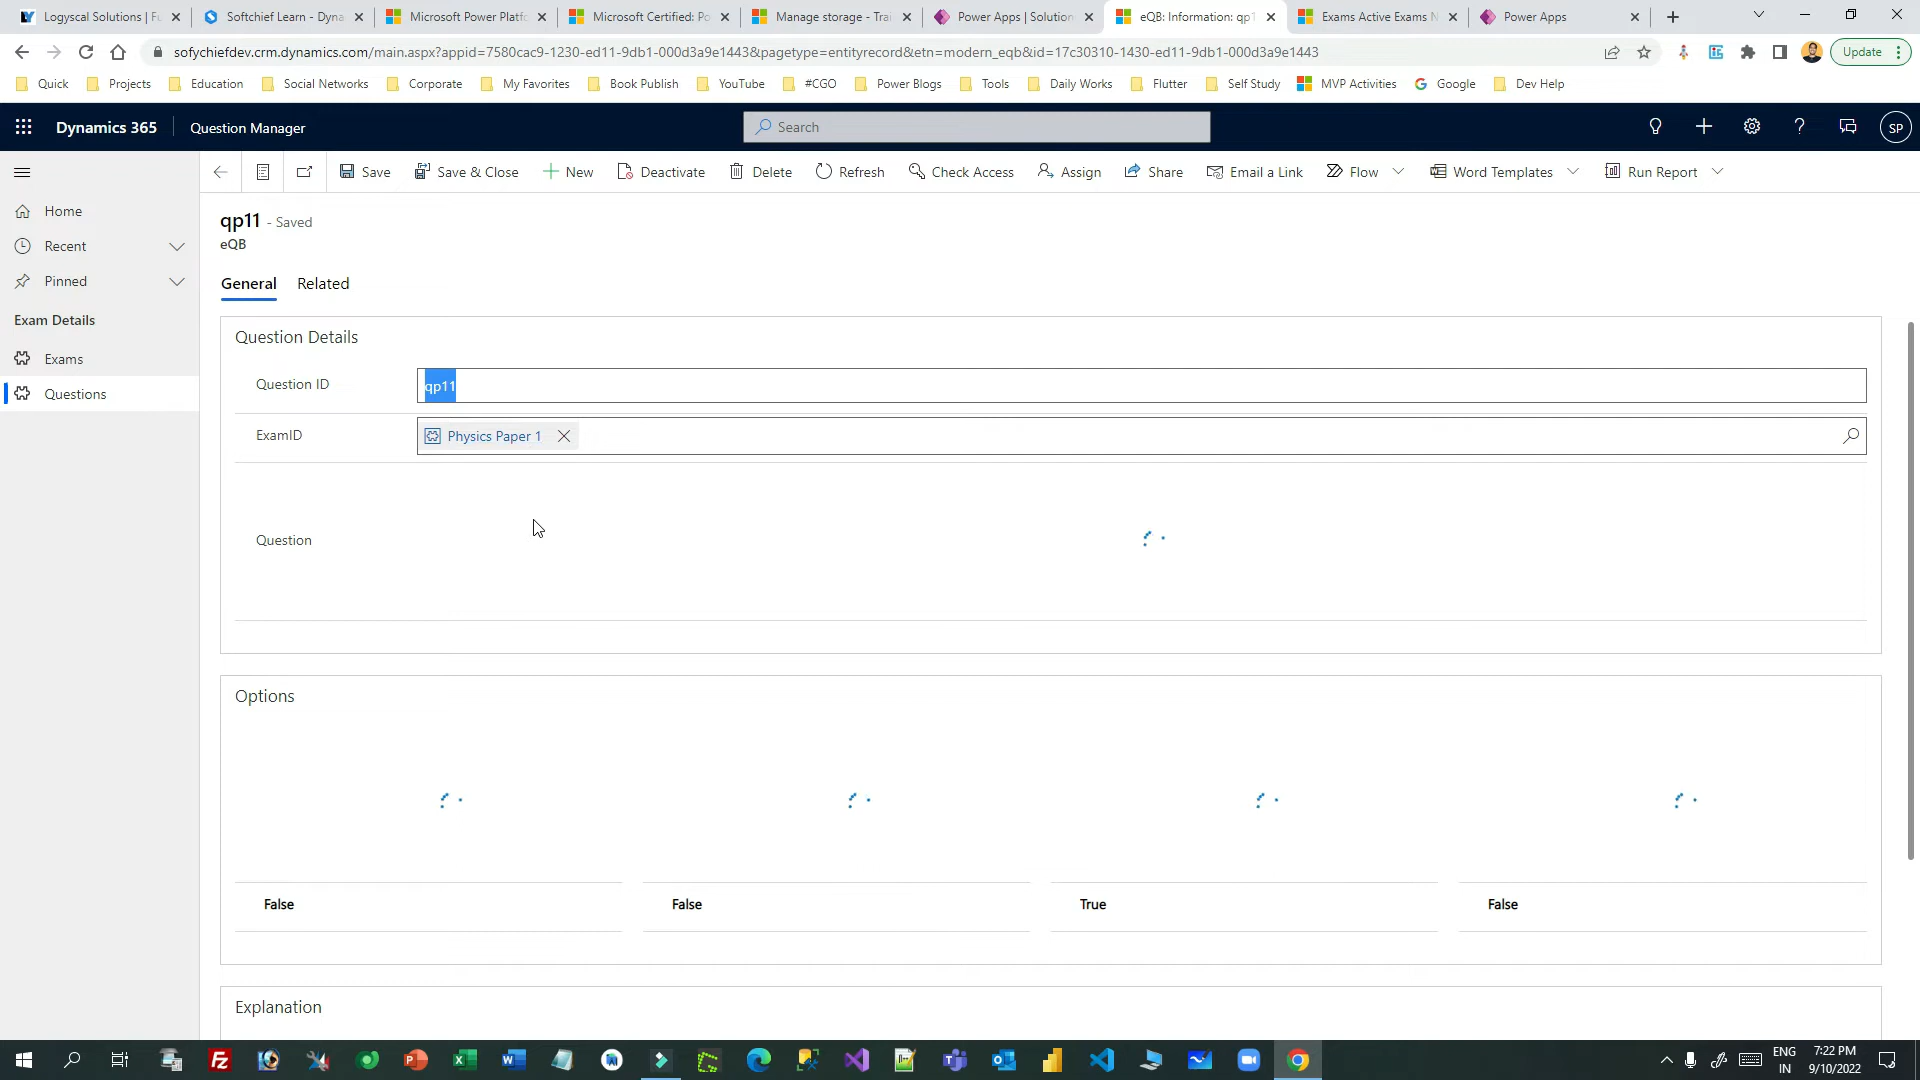 Logyscal Solutions | Fu
Softchief Learn - Dyna
Microsoft Power Platfo
Microsoft Certified: Po
Manage storage - Trai
Power Apps | Solution
eQB: Information: qp1
Exams Active Exams N
Power Apps
sofychiefdev.crm.dynamics.com/main.aspx?appid=7580cac9-1230-ed11-9db1-000d3a9e1443&pagetype=entityrecord&etn=modern_eqb&id=17c30310-1430-ed11-9db1-000d3a9e1443
Update
Quick Projects Education Social Networks Corporate My Favorites Book Publish YouTube #CGO Power Blogs Tools Daily Works Flutter Self Study MVP Activities Google Dev Help
Dynamics 365 Question Manager Search SP
Save Save & Close New Deactivate Delete Refresh Check Access Assign Share Email a Link Flow Word Templates Run Report
Home
Recent
Pinned
Exam Details
Exams
Questions
qp11 - Saved
eQB
General Related
Question Details
Question ID qp11
ExamID Physics Paper 1
Question
Options
False False True False
Explanation
ENG
IN
7:22 PM
9/10/2022